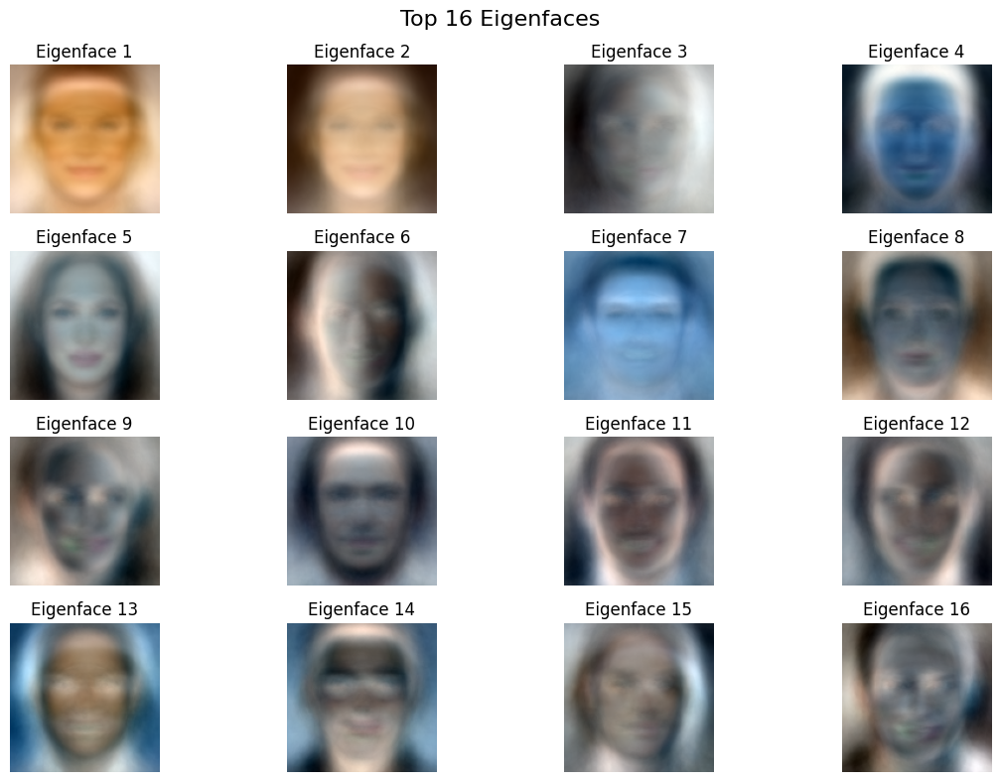 Top 16 Eigenfaces
Eigenface 1
Eigenface 2
Eigenface 3
Eigenface 4
Eigenface 5
Eigenface 6
Eigenface 7
Eigenface 8
Eigenface 9
Eigenface 10
Eigenface 11
Eigenface 12
Eigenface 13
Eigenface 14
Eigenface 15
Eigenface 16